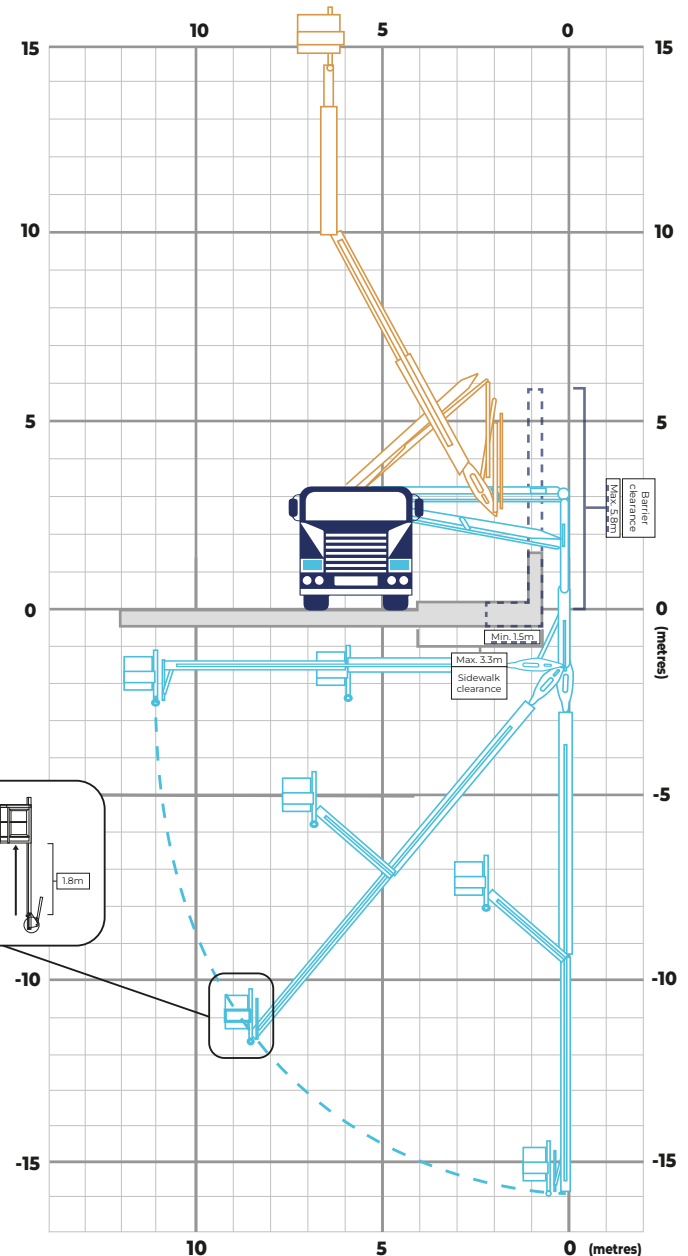 10 5 0
15 15
10 10
5 5
Barrier
clearance
Max. 5.8m
0 0
(metres)
Min. 1.5m
Max. 3.3m
Sidewalk
clearance
-5 -5
1.8m
-10 -10
-15 -15
10 5 0 (metres)